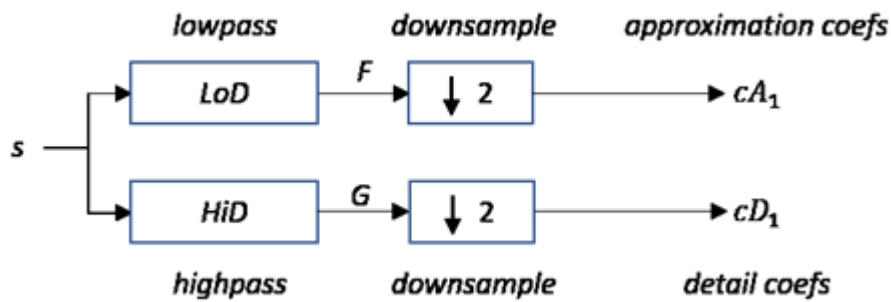 lowpass downsample approximation coefs
F
LoD ↓ 2 cA₁
s
G
HiD ↓ 2 cD₁
highpass downsample detail coefs